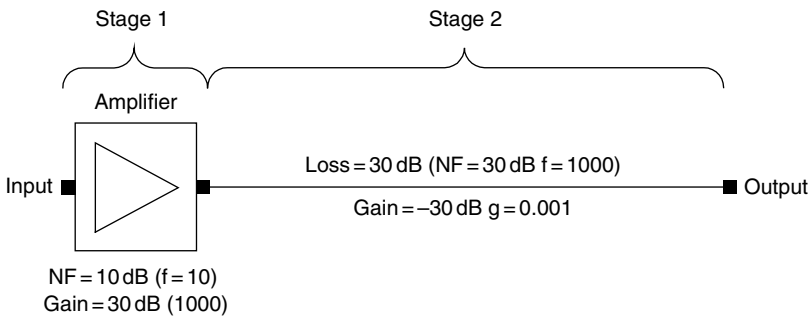 Stage 1
Stage 2
Amplifier
Loss = 30 dB (NF = 30 dB f = 1000)
Input
Output
Gain = –30 dB g = 0.001
NF = 10 dB (f = 10)
Gain = 30 dB (1000)